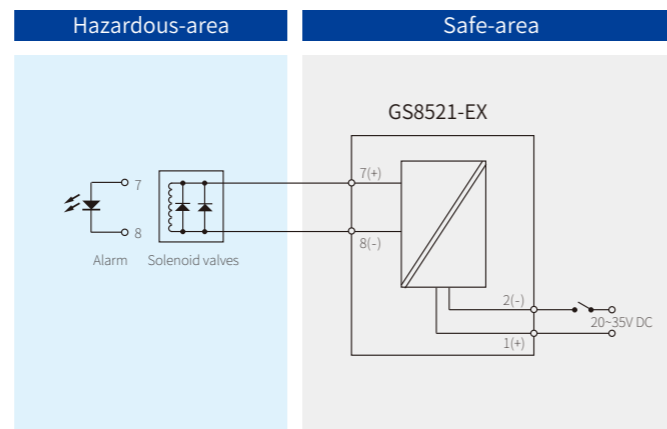 Hazardous-area
Safe-area
GS8521-EX
7
8
Alarm
Solenoid valves
7(+)
8(-)
2(-)
20~35V DC
1(+)